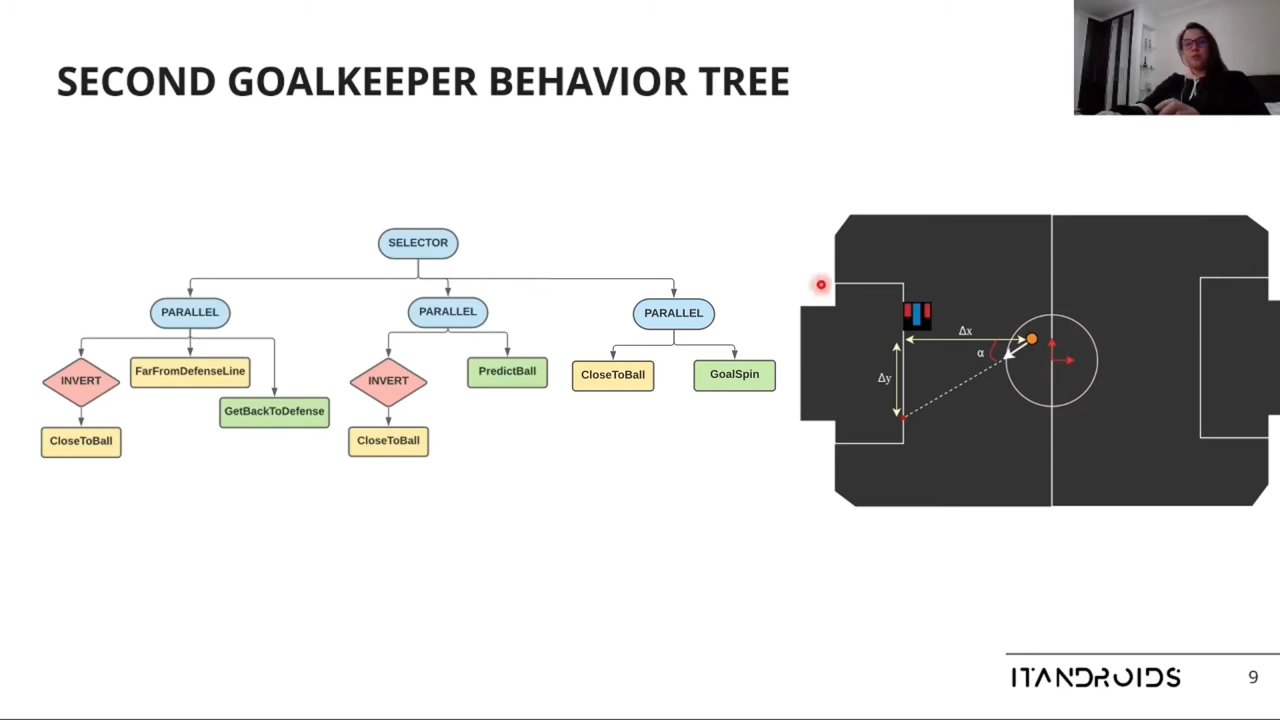 SECOND GOALKEEPER BEHAVIOR TREE
SELECTOR
PARALLEL
PARALLEL
PARALLEL
INVERT
FarFromDefenseLine
GetBackToDefense
CloseToBall
INVERT
PredictBall
CloseToBall
CloseToBall
GoalSpin
Δx
α
Δy
ITANDROIDS
9